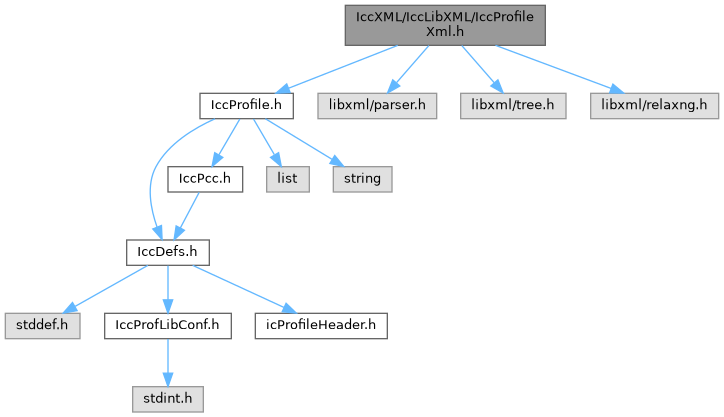 IccXML/IccLibXML/IccProfile
Xml.h
IccProfile.h
libxml/parser.h
libxml/tree.h
libxml/relaxng.h
IccPcc.h
list
string
IccDefs.h
stddef.h
IccProfLibConf.h
icProfileHeader.h
stdint.h